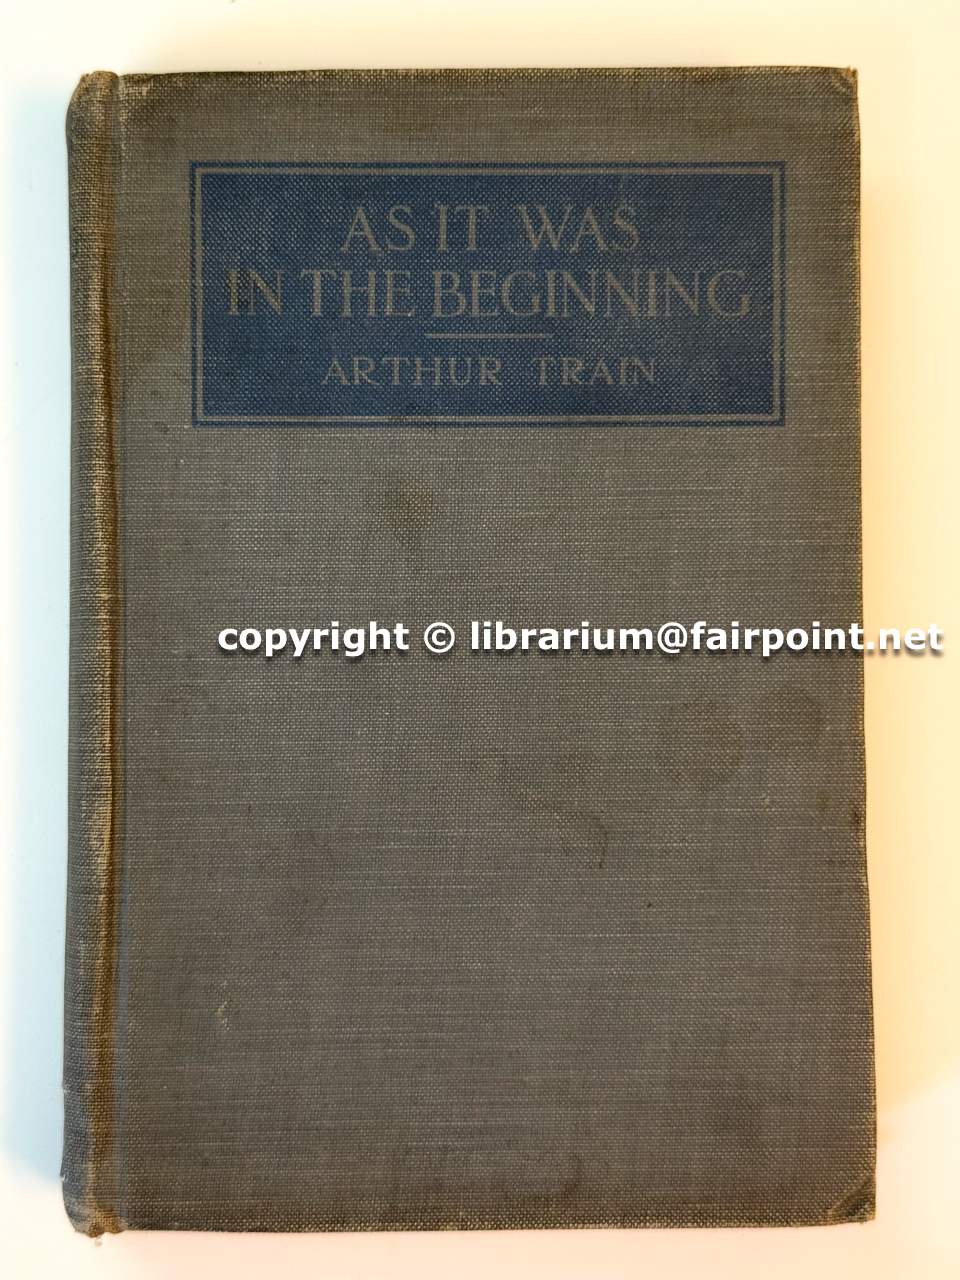 AS IT WAS
IN THE BEGINNING
ARTHUR TRAIN
copyright © librarium@fairpoint.net